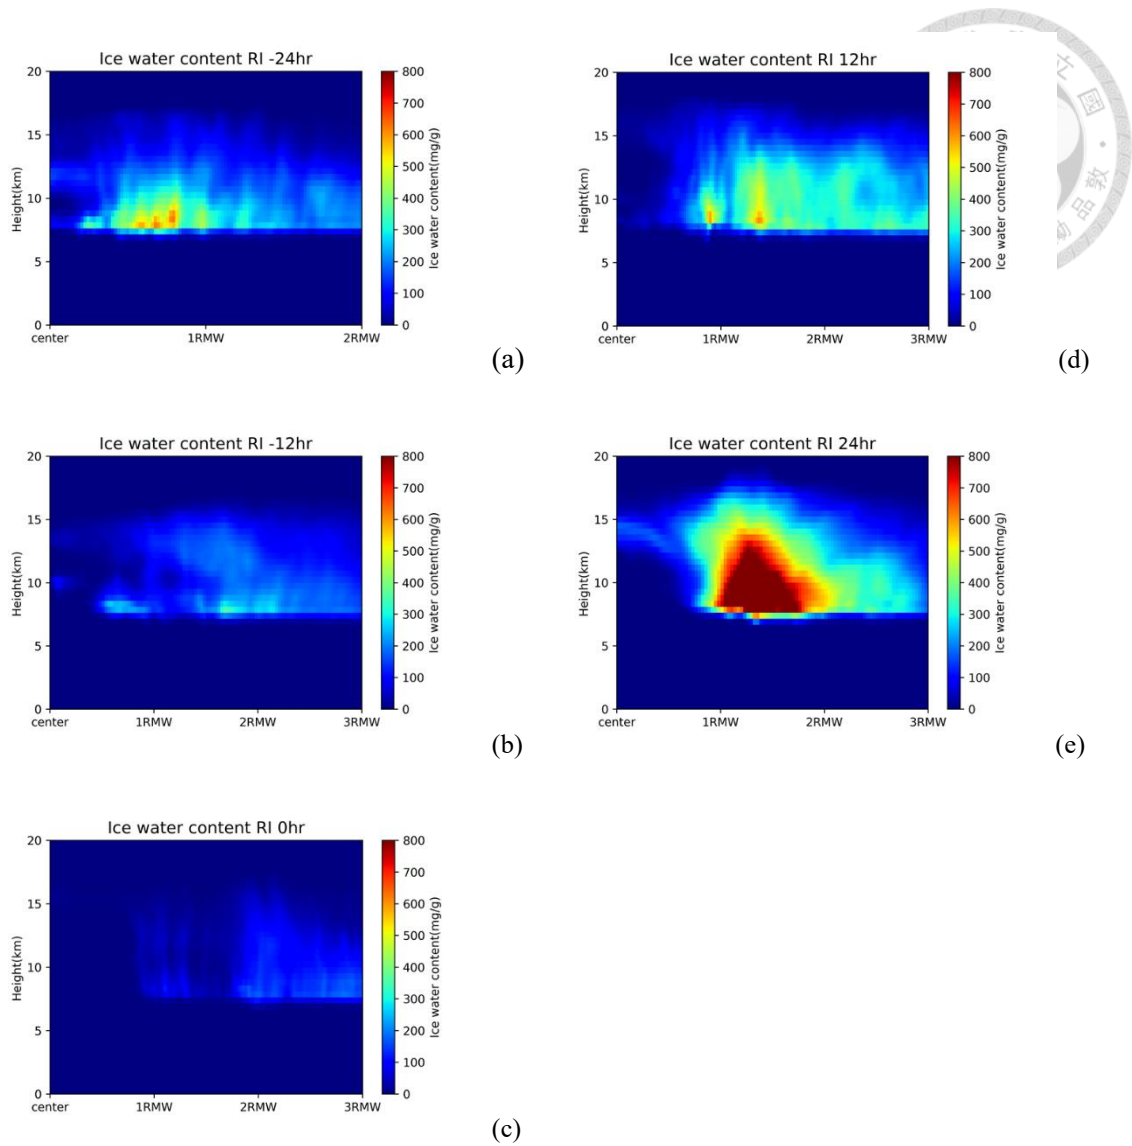 Ice water content RI -24hr
20
15
10
5
0
Height(km)
center
1RMW
2RMW
800
700
600
500
400
300
200
100
0
Ice water content(mg/g)
(a)
Ice water content RI 12hr
20
15
10
5
0
Height(km)
center
1RMW
2RMW
3RMW
800
700
600
500
400
300
200
100
0
Ice water content(mg/g)
(d)
立
國
敦
品
勵
Ice water content RI -12hr
20
15
10
5
0
Height(km)
center
1RMW
2RMW
3RMW
800
700
600
500
400
300
200
100
0
Ice water content(mg/g)
(b)
Ice water content RI 24hr
20
15
10
5
0
Height(km)
center
1RMW
2RMW
3RMW
800
700
600
500
400
300
200
100
0
Ice water content(mg/g)
(e)
Ice water content RI 0hr
20
15
10
5
0
Height(km)
center
1RMW
2RMW
3RMW
800
700
600
500
400
300
200
100
0
Ice water content(mg/g)
(c)